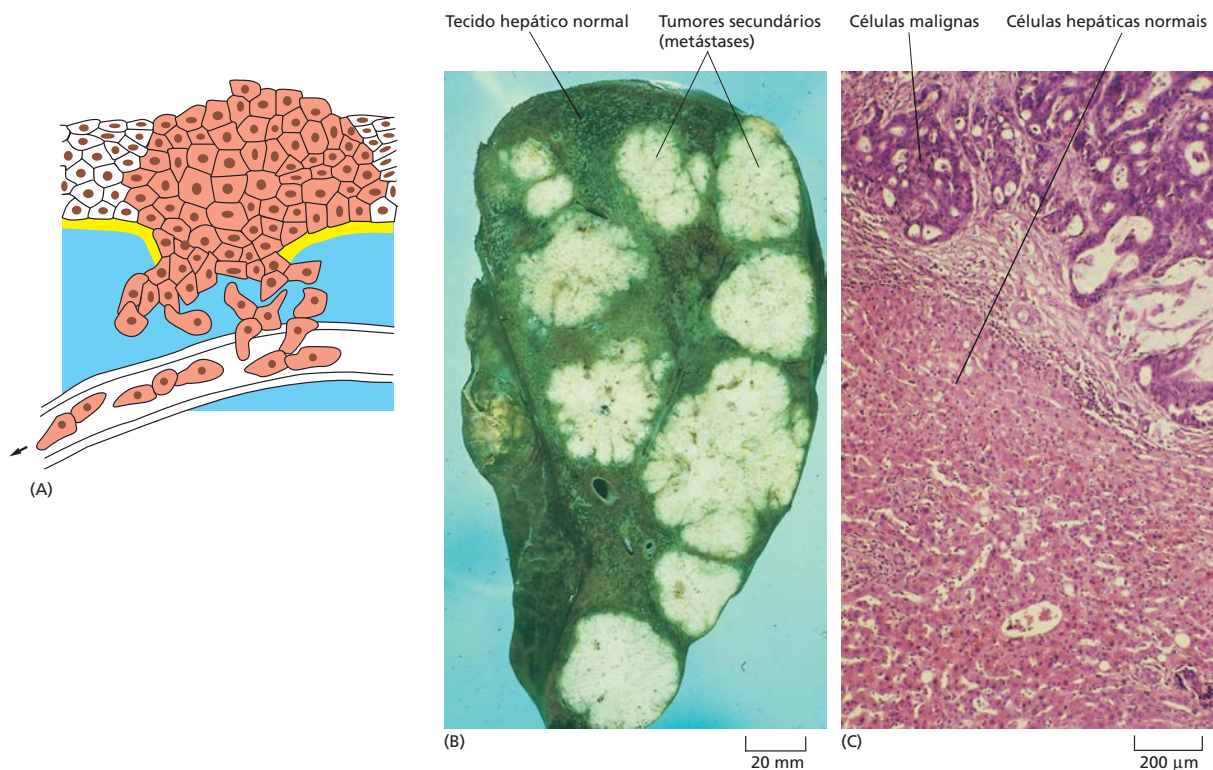 Tecido hepático normal
Tumores secundários
(metástases)
Células malignas
Células hepáticas normais
(A)
(B)
20 mm
(C)
200 µm